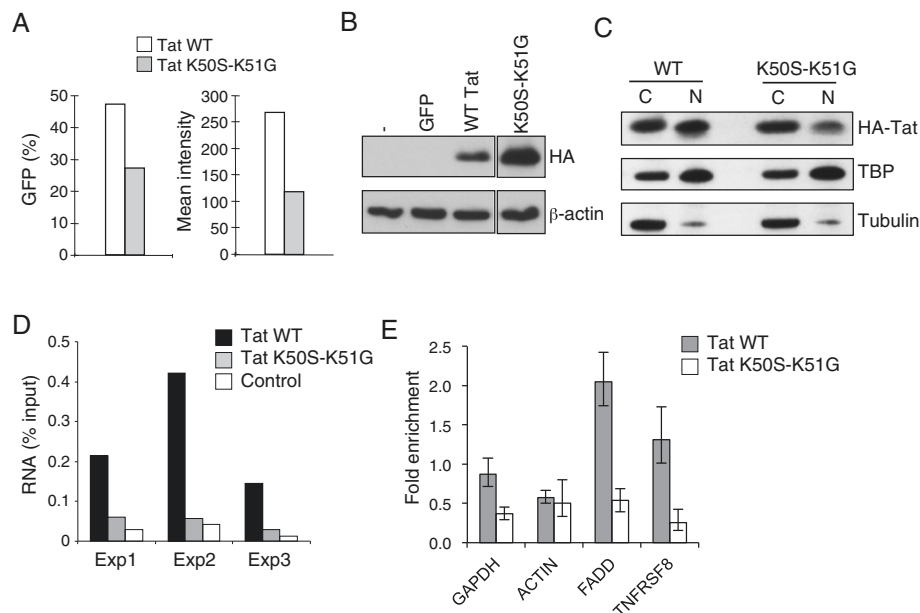 A
Tat WT
Tat K50S-K51G
50
40
30
20
10
0
GFP (%)
300
250
200
150
100
50
0
Mean intensity
B
-
GFP
WT Tat
K50S-K51G
HA
β-actin
C
WT
K50S-K51G
C N C N
HA-Tat
TBP
Tubulin
D
Tat WT
Tat K50S-K51G
Control
0.5
0.4
0.3
0.2
0.1
0
RNA (% input)
Exp1 Exp2 Exp3
E
Tat WT
Tat K50S-K51G
2.5
2.0
1.5
1.0
0.5
0.0
Fold enrichment
GAPDH
ACTIN
FADD
TNFRSF8